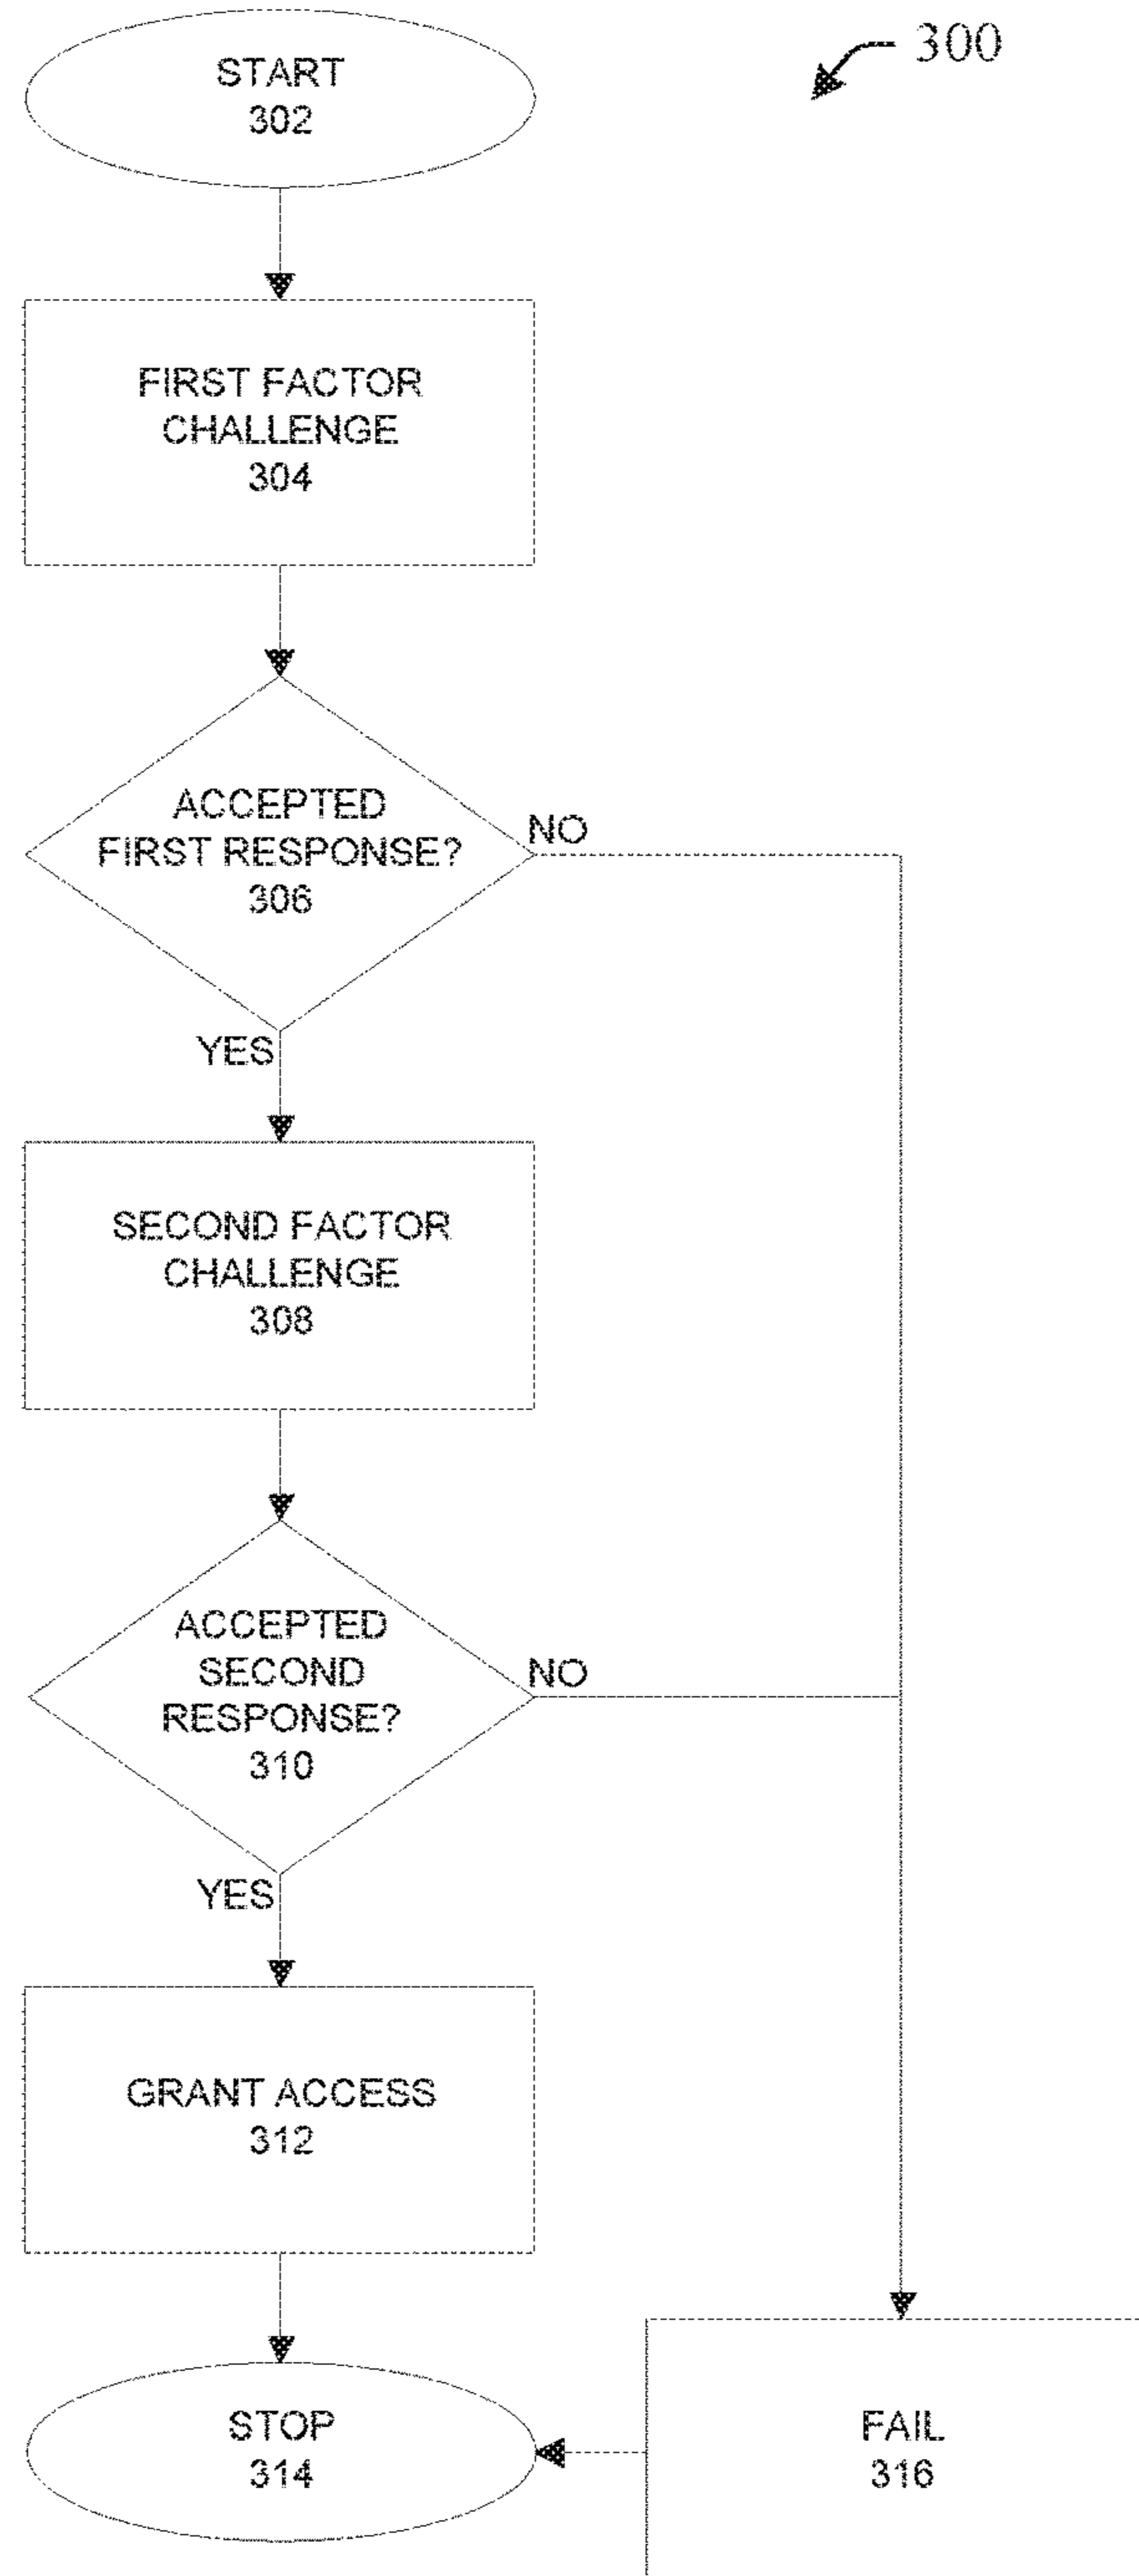 300
START
302
FIRST FACTOR
CHALLENGE
304
ACCEPTED
FIRST RESPONSE?
306
NO
YES
SECOND FACTOR
CHALLENGE
308
ACCEPTED
SECOND
RESPONSE?
310
NO
YES
GRANT ACCESS
312
STOP
314
FAIL
316